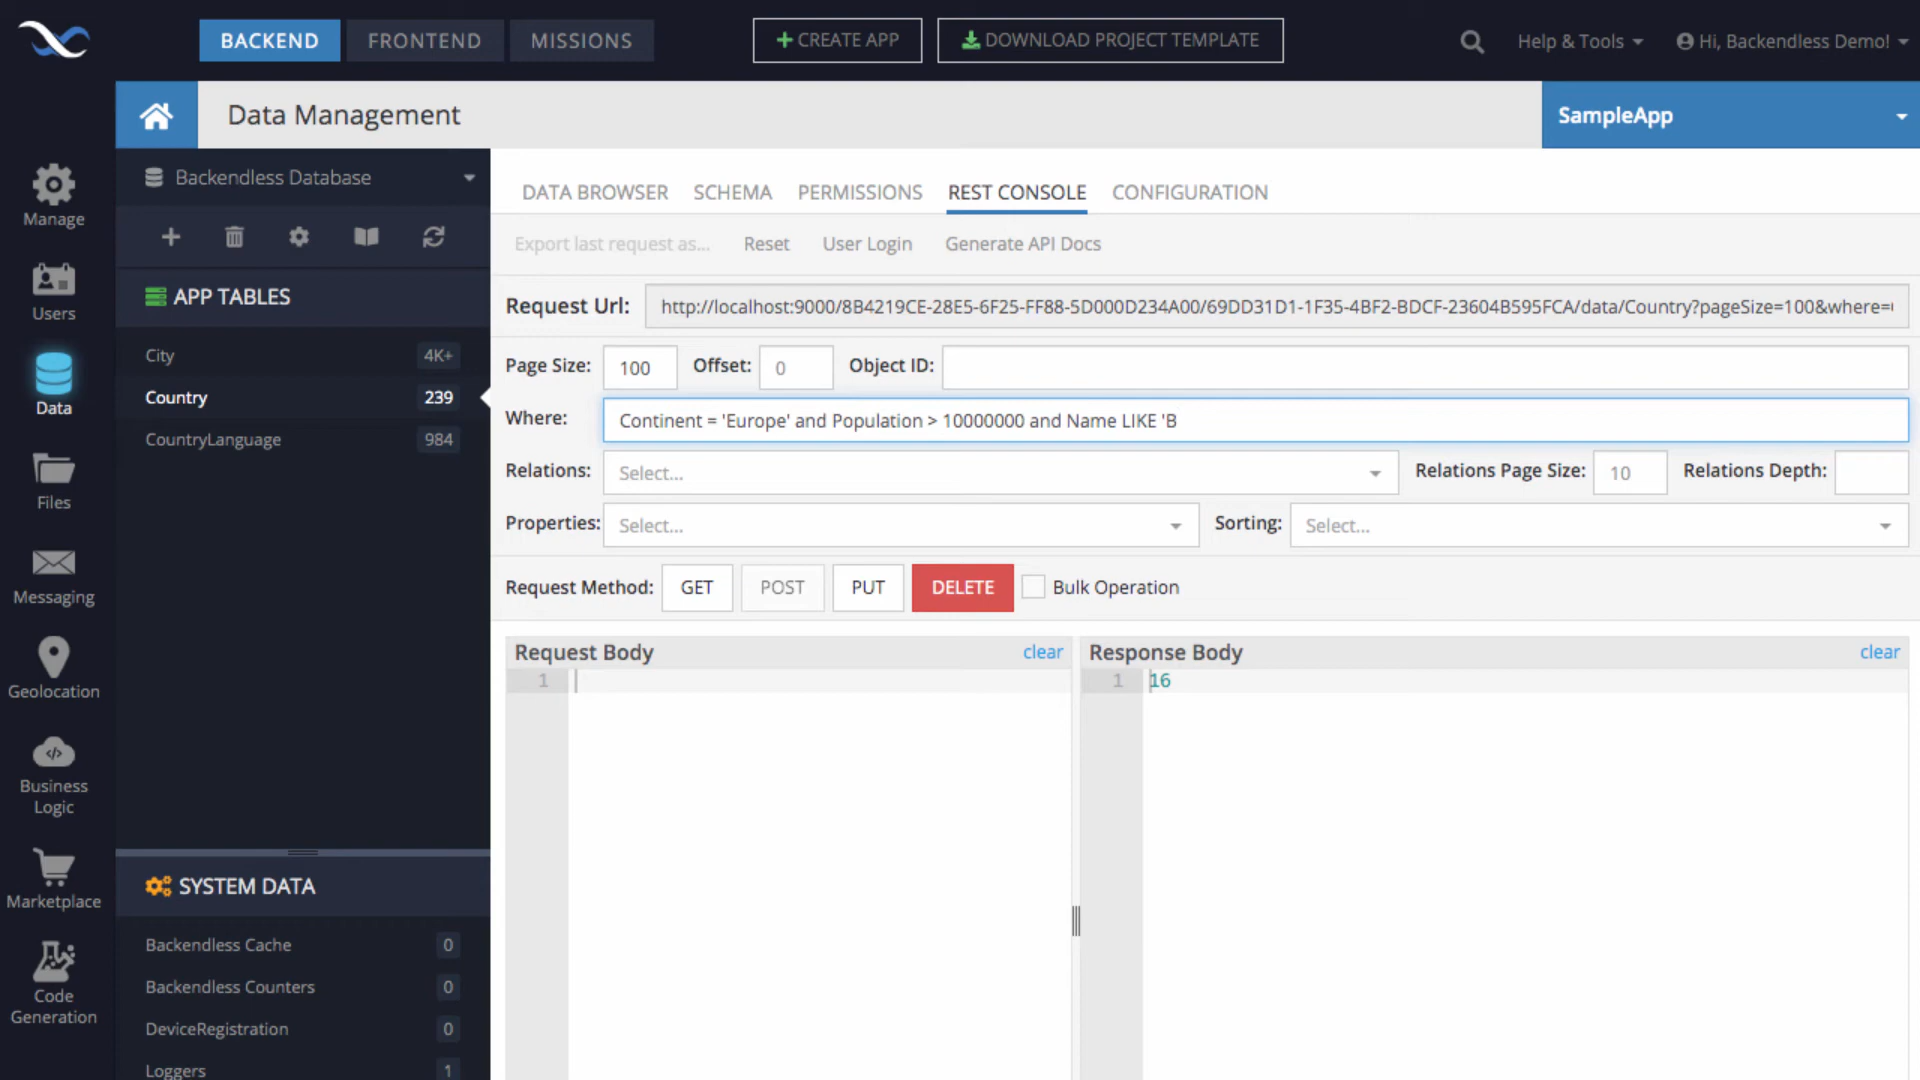 BACKEND FRONTEND MISSIONS CREATE APP DOWNLOAD PROJECT TEMPLATE Help & Tools Hi, Backendless Demo!
Data Management SampleApp
Manage
Users
Data
Files
Messaging
Geolocation
Business
Logic
Marketplace
Code
Generation
Backendless Database
APP TABLES
City 4K+
Country 239
CountryLanguage 984
SYSTEM DATA
Backendless Cache 0
Backendless Counters 0
DeviceRegistration 0
Loggers 1
DATA BROWSER SCHEMA PERMISSIONS REST CONSOLE CONFIGURATION
Export last request as... Reset User Login Generate API Docs
Request Url: http://localhost:9000/8B4219CE-28E5-6F25-FF88-5D000D234A00/69DD31D1-1F35-4BF2-BDCF-23604B595FCA/data/Country?pageSize=100&where=
Page Size: 100 Offset: 0 Object ID:
Where: Continent = 'Europe' and Population > 10000000 and Name LIKE 'B
Relations: Select... Relations Page Size: 10 Relations Depth:
Properties: Select... Sorting: Select...
Request Method: GET POST PUT DELETE Bulk Operation
Request Body clear
1
Response Body clear
1 16